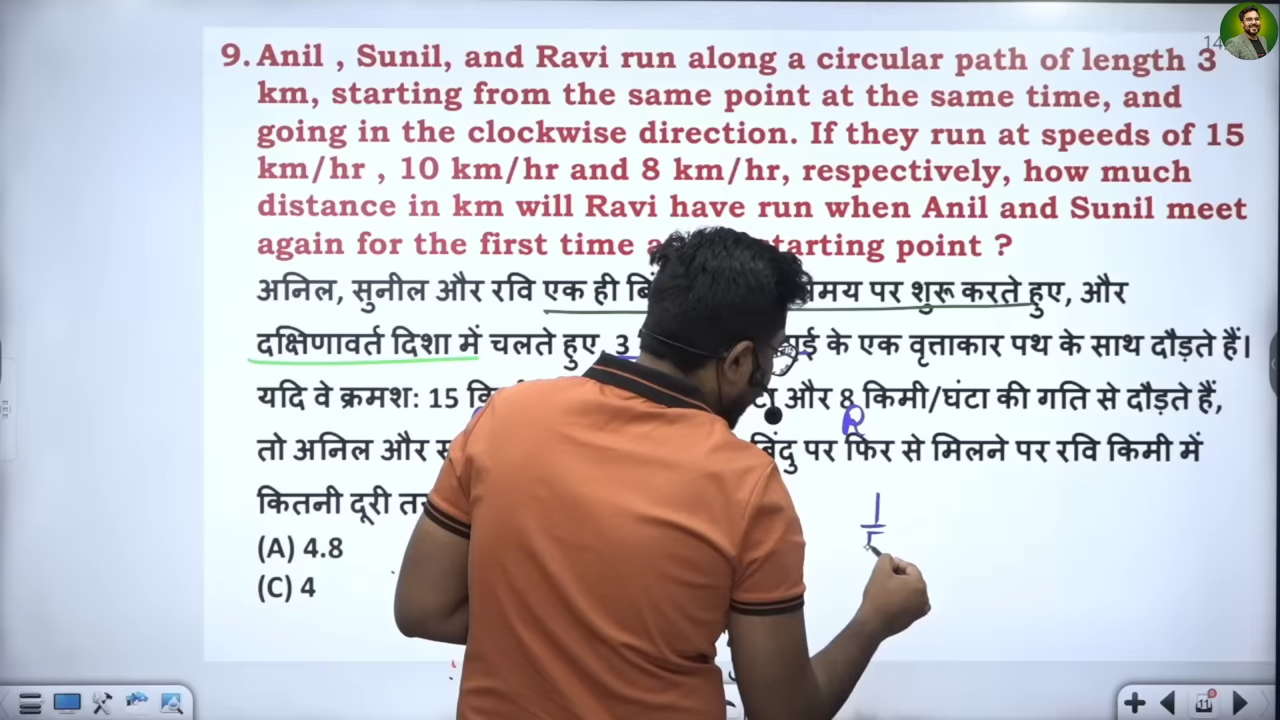 14
9. Anil , Sunil, and Ravi run along a circular path of length 3
km, starting from the same point at the same time, and
going in the clockwise direction. If they run at speeds of 15
km/hr , 10 km/hr and 8 km/hr, respectively, how much
distance in km will Ravi have run when Anil and Sunil meet
again for the first time starting point ?
अनिल, सुनील और रवि एक ही समय पर शुरू करते हुए, और
दक्षिणावर्त दिशा में चलते हुए, 3 के एक वृत्ताकार पथ के साथ दौड़ते हैं।
यदि वे क्रमश: 15 और 8 किमी/घंटा की गति से दौड़ते हैं,
R
तो अनिल और बिंदु पर फिर से मिलने पर रवि किमी में
कितनी दूरी
1
(A) 4.8
(C) 4
11